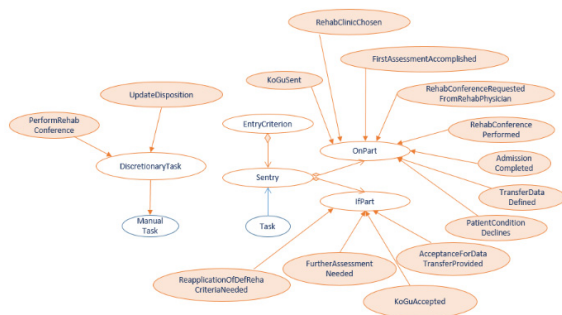 RehabClinicChosen
FirstAssessmentAccomplished
KoGuSent
UpdateDisposition
RehabConferenceRequested
FromRehabPhysician
PerformRehab
Conference
EntryCriterion
RehabConference
Performed
OnPart
DiscretionaryTask
Admission
Completed
Sentry
TransferData
Defined
IfPart
Manual
Task
Task
PatientCondition
Declines
AcceptanceForData
TransferProvided
FurtherAssessment
Needed
ReapplicationOfDefReha
CriteriaNeeded
KoGuAccepted